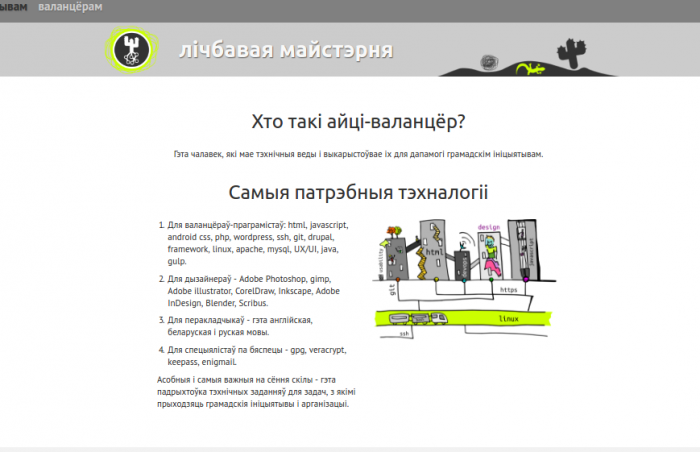 ывам валанцёрам
лічбавая майстэрня
Хто такі айці-валанцёр?
Гэта чалавек, які мае тэхнічныя веды і выкарыстоўвае іх для дапамогі грамадскім ініцыятывам.
Самыя патрэбныя тэхналогіі
1. Для валанцёраў-праграмістаў: html, javascript,
android css, php, wordpress, ssh, git, drupal,
framework, linux, apache, mysql, UX/UI, java,
gulp.
2. Для дызайнераў - Adobe Photoshop, gimp,
Adobe illustrator, CorelDraw, Inkscape, Adobe
InDesign, Blender, Scribus.
3. Для перакладчыкаў - гэта англійская,
беларуская і руская мовы.
4. Для спецыялістаў па бяспецы - gpg, veracrypt,
keepass, enigmail.
Асобныя і самыя важныя на сёння скілы - гэта
падрыхтоўка тэхнічных заданняў для задач, з якімі
прыходзяць грамадскія ініцыятывы і арганізацыі.
design
html
usability
git
https
linux
ssh